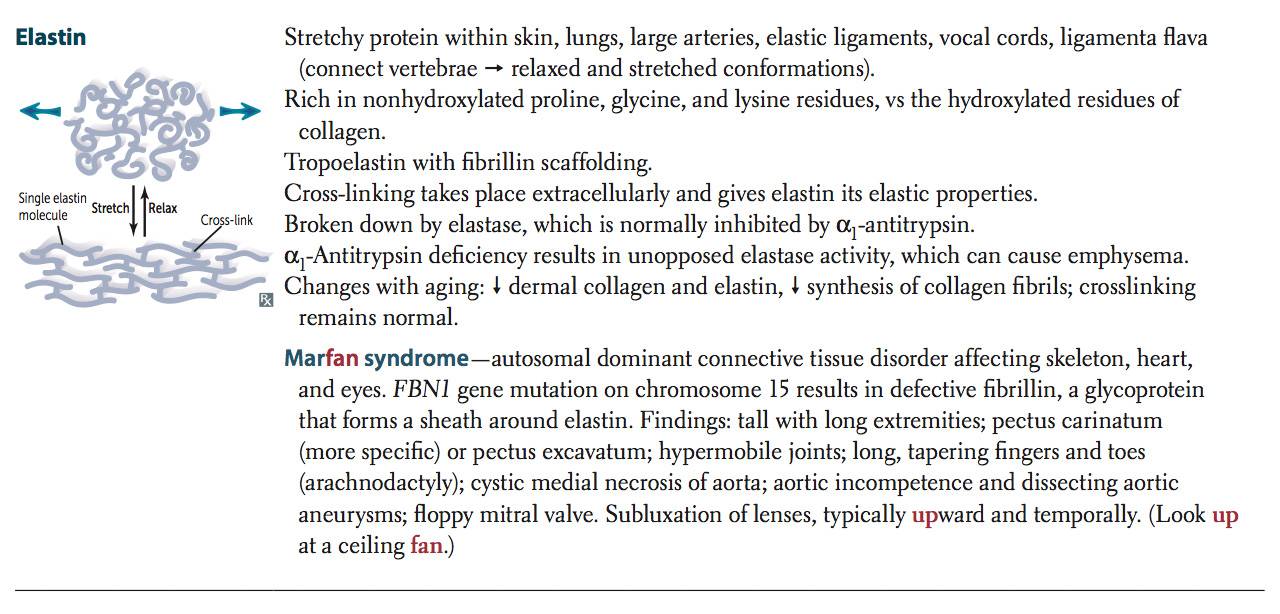 Elastin
Stretchy protein within skin, lungs, large arteries, elastic ligaments, vocal cords, ligamenta flava
(connect vertebrae → relaxed and stretched conformations).
Rich in nonhydroxylated proline, glycine, and lysine residues, vs the hydroxylated residues of
collagen.
Tropoelastin with fibrillin scaffolding.
Cross-linking takes place extracellularly and gives elastin its elastic properties.
Broken down by elastase, which is normally inhibited by α₁-antitrypsin.
α₁-Antitrypsin deficiency results in unopposed elastase activity, which can cause emphysema.
Changes with aging: ↓ dermal collagen and elastin, ↓ synthesis of collagen fibrils; crosslinking
remains normal.
Single elastin
molecule
Stretch
Relax
Cross-link
Rx
Marfan syndrome—autosomal dominant connective tissue disorder affecting skeleton, heart,
and eyes. FBN1 gene mutation on chromosome 15 results in defective fibrillin, a glycoprotein
that forms a sheath around elastin. Findings: tall with long extremities; pectus carinatum
(more specific) or pectus excavatum; hypermobile joints; long, tapering fingers and toes
(arachnodactyly); cystic medial necrosis of aorta; aortic incompetence and dissecting aortic
aneurysms; floppy mitral valve. Subluxation of lenses, typically upward and temporally. (Look up
at a ceiling fan.)